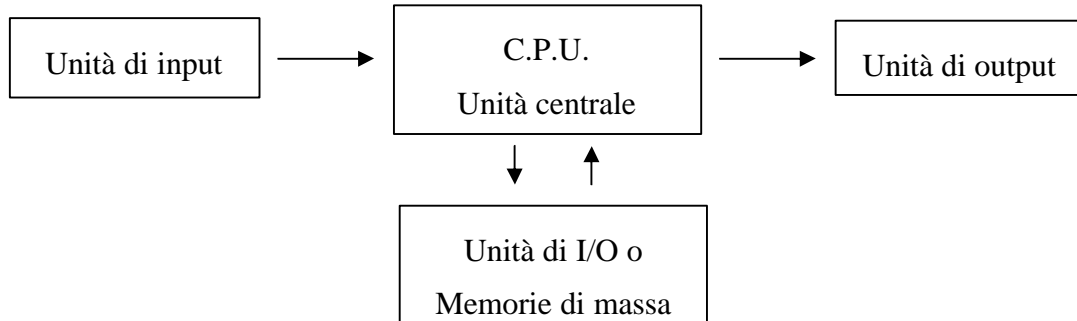 Unità di input
C.P.U.
Unità centrale
Unità di output
Unità di I/O o
Memorie di massa